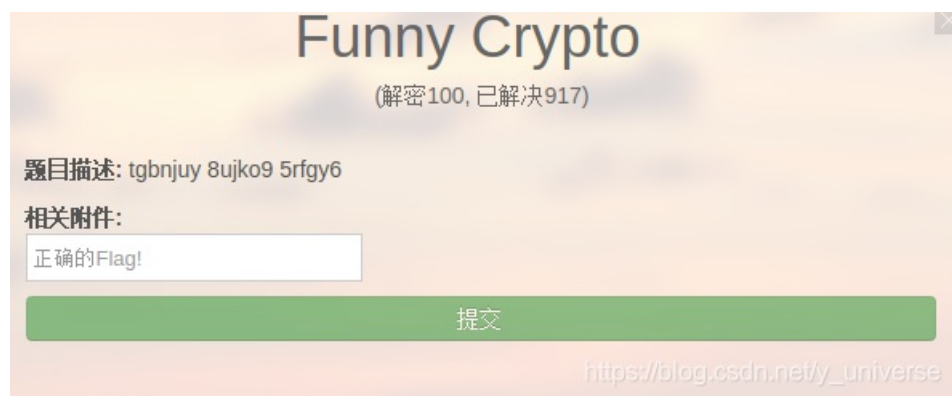 Funny Crypto
(解密100, 已解决917)
题目描述: tgbnjuy 8ujko9 5rfgy6
相关附件:
正确的Flag!
提交
https://blog.csdn.net/y_universe